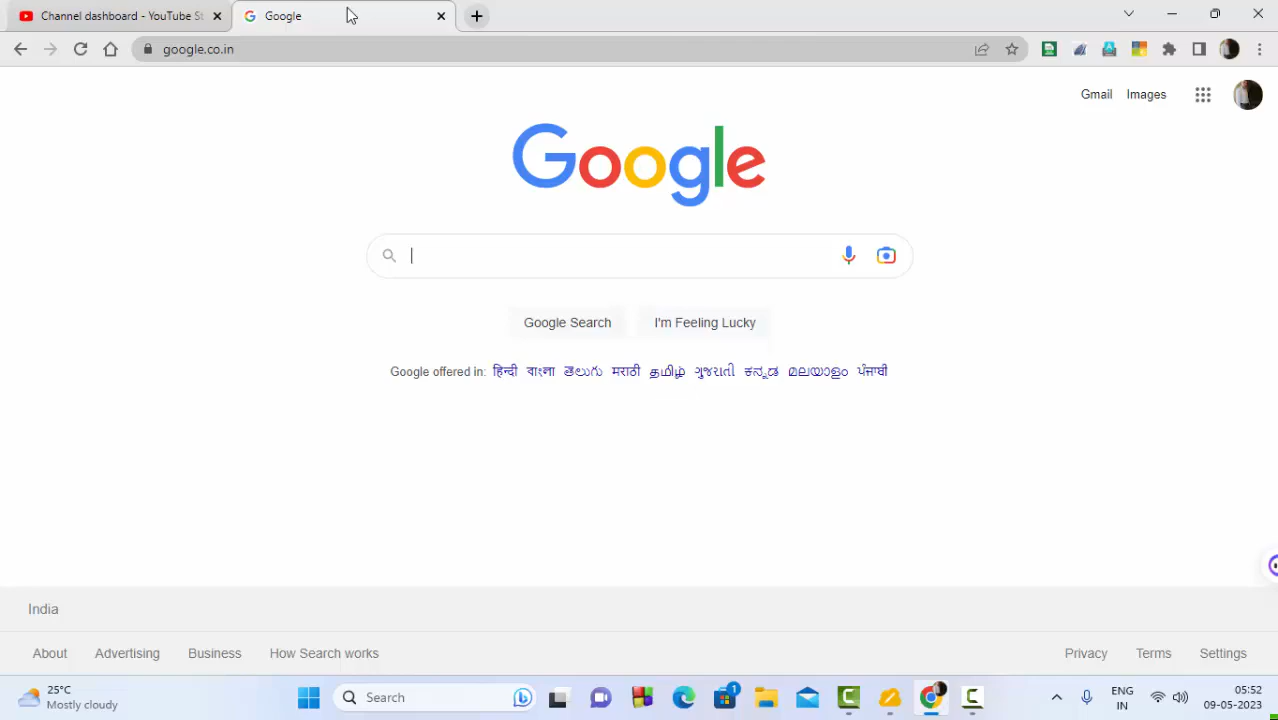 Channel dashboard - YouTube St
Google
google.co.in
Gmail Images
Google
Google Search I'm Feeling Lucky
Google offered in: हिन्दी বাংলা తెలుగు मराठी தமிழ் ગુજરાતી ಕನ್ನಡ മലയാളം ਪੰਜਾਬੀ
India
About Advertising Business How Search works Privacy Terms Settings
25°C
Mostly cloudy
Search
1
ENG
IN
05:52
09-05-2023